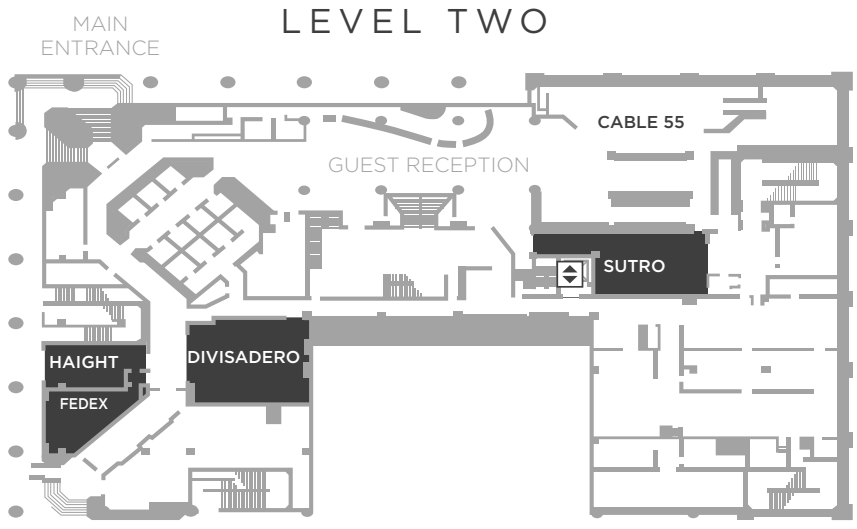 LEVEL TWO
MAIN
ENTRANCE
CABLE 55
GUEST RECEPTION
SUTRO
HAIGHT
DIVISADERO
FEDEX